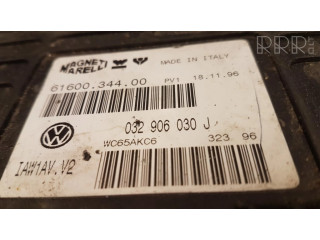 RRR
MAGNETI
MARELLI
MADE IN ITALY
61600.344.00 PV1 18.11.96
032 906 030 J
WC65AKC6 323 96
IAW1AV.V2